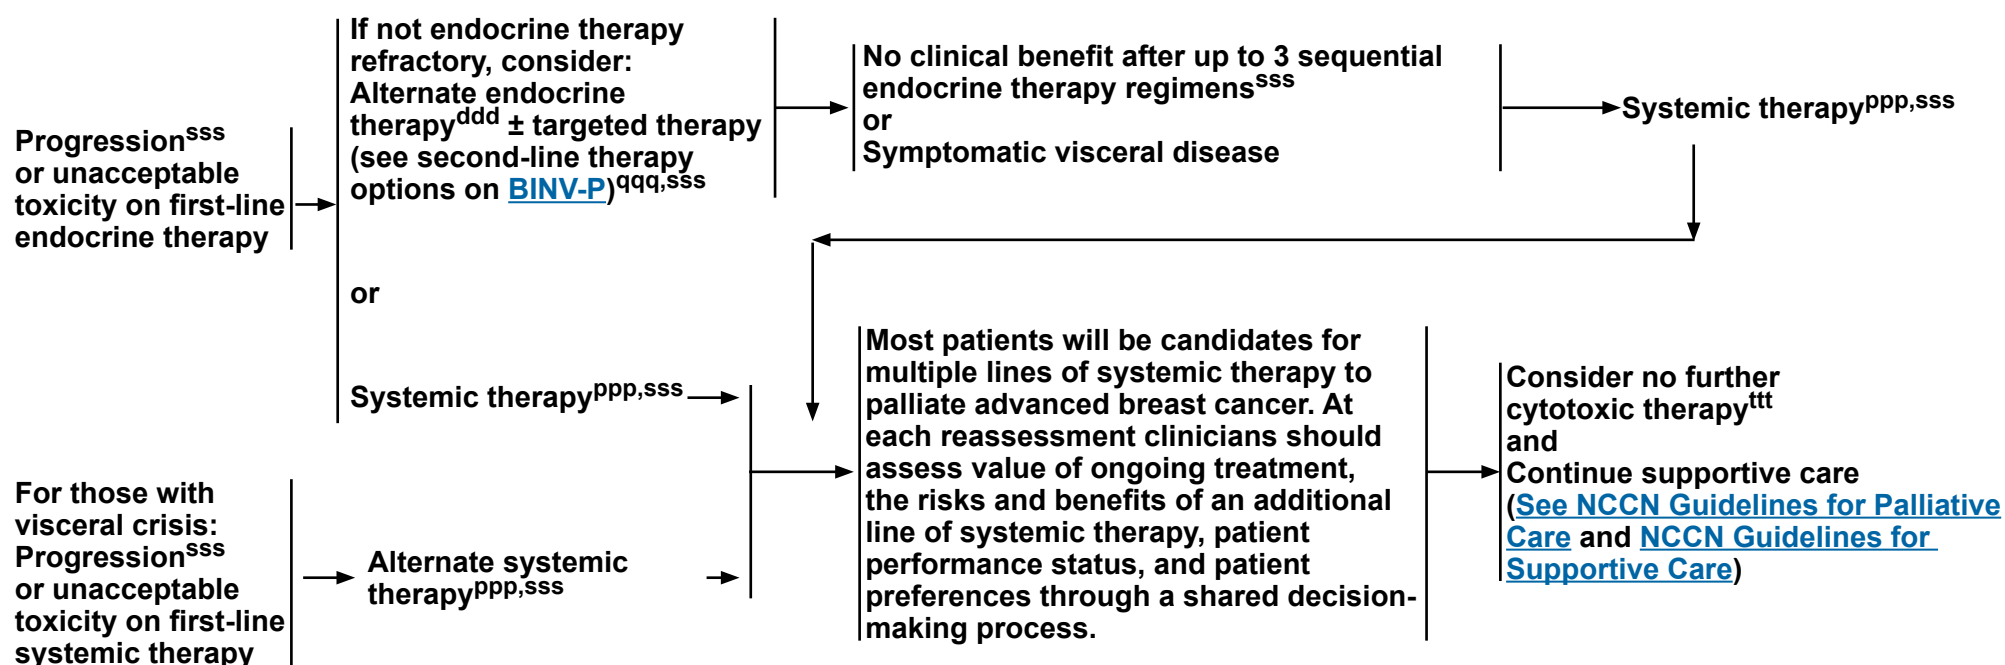 Progressionsss
or unacceptable
toxicity on first-line
endocrine therapy
If not endocrine therapy
refractory, consider:
Alternate endocrine
therapyddd ± targeted therapy
(see second-line therapy
options on BINV-P)qqq,sss
or
Systemic therapyppp,sss
No clinical benefit after up to 3 sequential
endocrine therapy regimenssss
or
Symptomatic visceral disease
Systemic therapyppp,sss
For those with
visceral crisis:
Progressionsss
or unacceptable
toxicity on first-line
systemic therapy
Alternate systemic
therapyppp,sss
Most patients will be candidates for
multiple lines of systemic therapy to
palliate advanced breast cancer. At
each reassessment clinicians should
assess value of ongoing treatment,
the risks and benefits of an additional
line of systemic therapy, patient
performance status, and patient
preferences through a shared decision-
making process.
Consider no further
cytotoxic therapyttt
and
Continue supportive care
(See NCCN Guidelines for Palliative
Care and NCCN Guidelines for
Supportive Care)